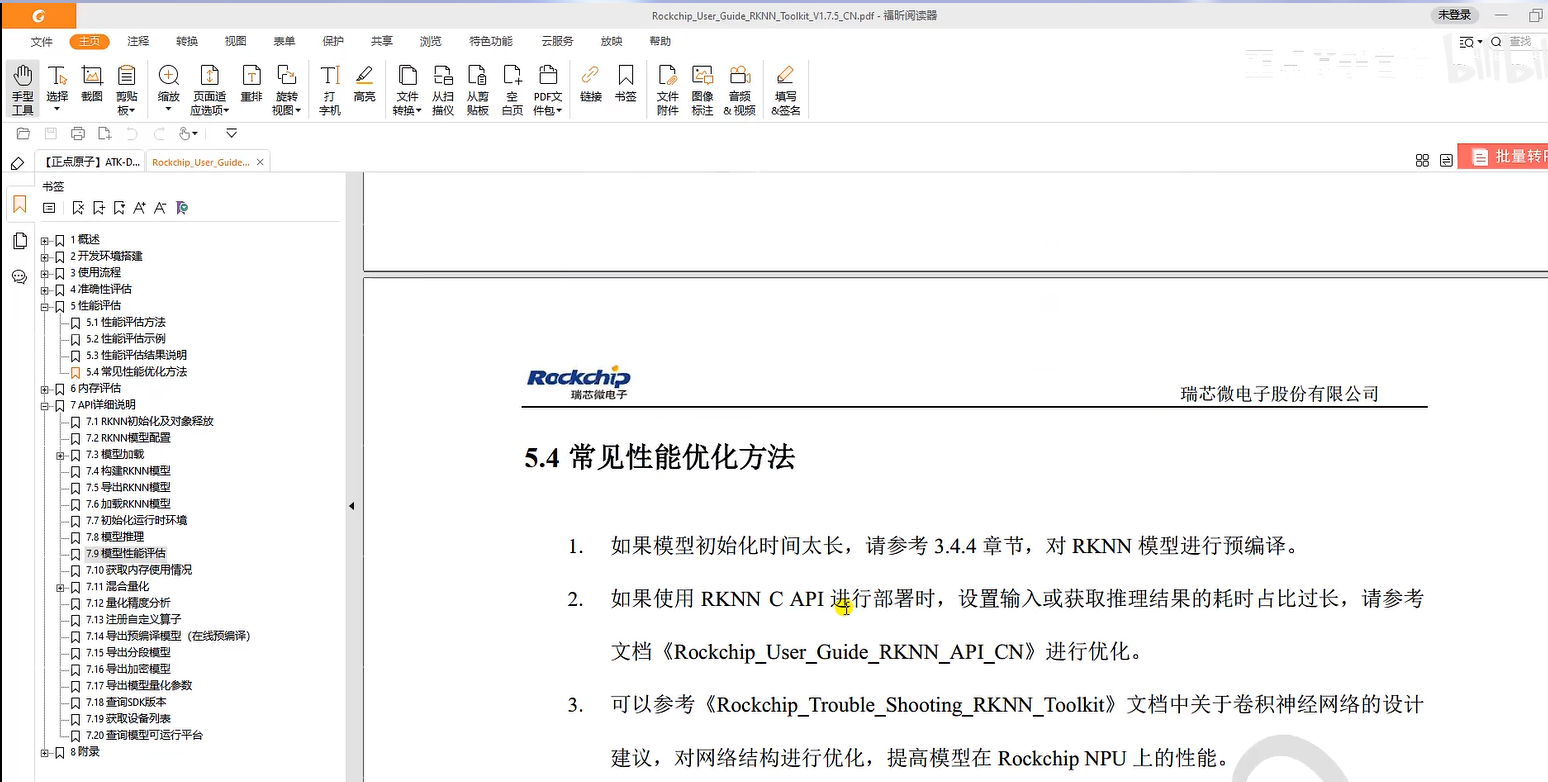 Rockchip_User_Guide_RKNN_Toolkit_V1.7.5_CN.pdf - 福昕阅读器
未登录
文件 主页 注释 转换 视图 表单 保护 共享 浏览 特色功能 云服务 放映 帮助
查找
bilibili
手型工具
选择
截图
剪贴板
缩放
页面适应选项
重排
旋转视图
打字机
高亮
文件转换
从扫描仪
从剪贴板
空白页
PDF文件包
链接
书签
文件附件
图像标注
音频&视频
填写&签名
【正点原子】ATK-D...
Rockchip_User_Guide...
批量转P
书签
1 概述
2 开发环境搭建
3 使用流程
4 准确性评估
5 性能评估
5.1 性能评估方法
5.2 性能评估示例
5.3 性能评估结果说明
5.4 常见性能优化方法
6 内存评估
7 API详细说明
7.1 RKNN初始化及对象释放
7.2 RKNN模型配置
7.3 模型加载
7.4 构建RKNN模型
7.5 导出RKNN模型
7.6 加载RKNN模型
7.7 初始化运行时环境
7.8 模型推理
7.9 模型性能评估
7.10 获取内存使用情况
7.11 混合量化
7.12 量化精度分析
7.13 注册自定义算子
7.14 导出预编译模型（在线预编译）
7.15 导出分段模型
7.16 导出加密模型
7.17 导出模型量化参数
7.18 查询SDK版本
7.19 获取设备列表
7.20 查询模型可运行平台
8 附录
Rockchip
瑞芯微电子
瑞芯微电子股份有限公司
5.4 常见性能优化方法
1. 如果模型初始化时间太长，请参考 3.4.4 章节，对 RKNN 模型进行预编译。
2. 如果使用 RKNN C API 进行部署时，设置输入或获取推理结果的耗时占比过长，请参考
文档《Rockchip_User_Guide_RKNN_API_CN》进行优化。
3. 可以参考《Rockchip_Trouble_Shooting_RKNN_Toolkit》文档中关于卷积神经网络的设计
建议，对网络结构进行优化，提高模型在 Rockchip NPU 上的性能。